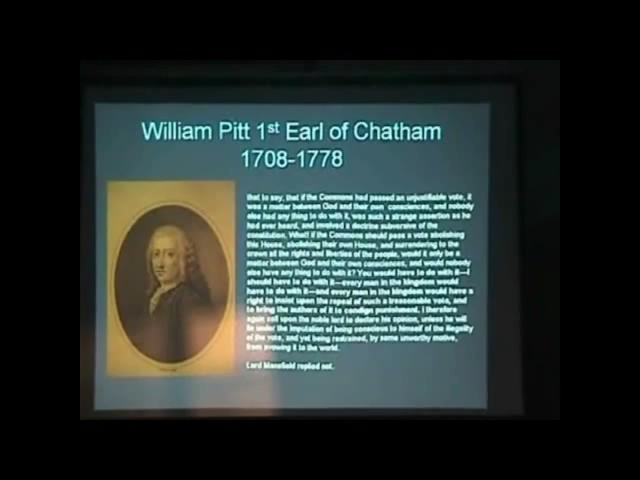 William Pitt 1st Earl of Chatham
1708-1778
that to say, that if the Commons had passed an unjustifiable vote, it
was a matter between God and their own consciences, and nobody
else had any thing to do with it, was such a strange assertion as he
had ever heard, and involved a doctrine subversive of the
constitution. What! if the Commons should pass a vote abolishing
this House, abolishing their own House, and surrendering to the
crown all the rights and liberties of the people, would it only be a
matter between God and their own consciences, and would nobody
else have any thing to do with it? You would have to do with it—I
should have to do with it—every man in the kingdom would
have to do with it—and every man in the kingdom would have a
right to insist upon the repeal of such a treasonable vote, and
to bring the authors of it to condign punishment. I therefore
again call upon the noble lord to declare his opinion, unless he will
lie under the imputation of being conscious to himself of the illegality
of the vote, and yet being restrained, by some unworthy motive,
from avowing it to the world.
Lord Mansfield replied not.